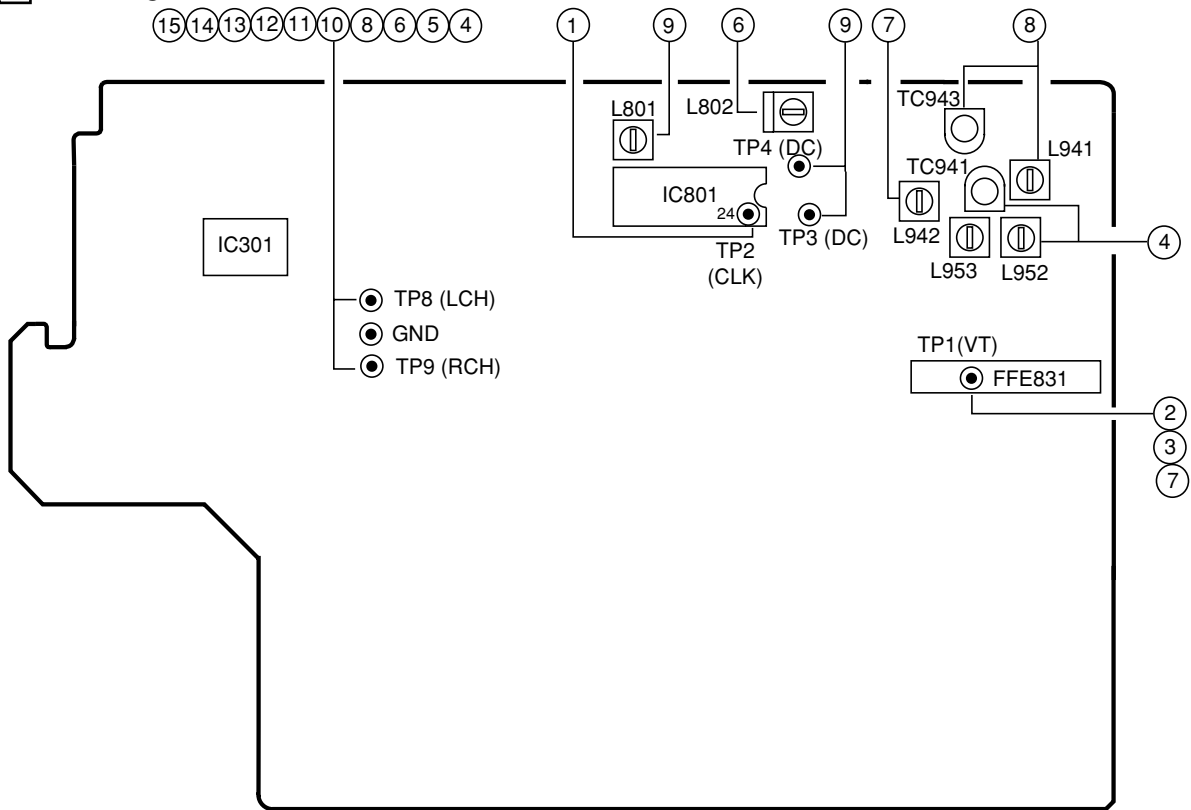 15 14 13 12 11 10 8 6 5 4 1 9 6 9 7 8
L801
L802
TC943
TP4 (DC)
TC941
L941
IC801
24
TP2
(CLK)
TP3 (DC)
L942
L953
L952
4
IC301
TP8 (LCH)
GND
TP9 (RCH)
TP1(VT)
FFE831
2
3
7